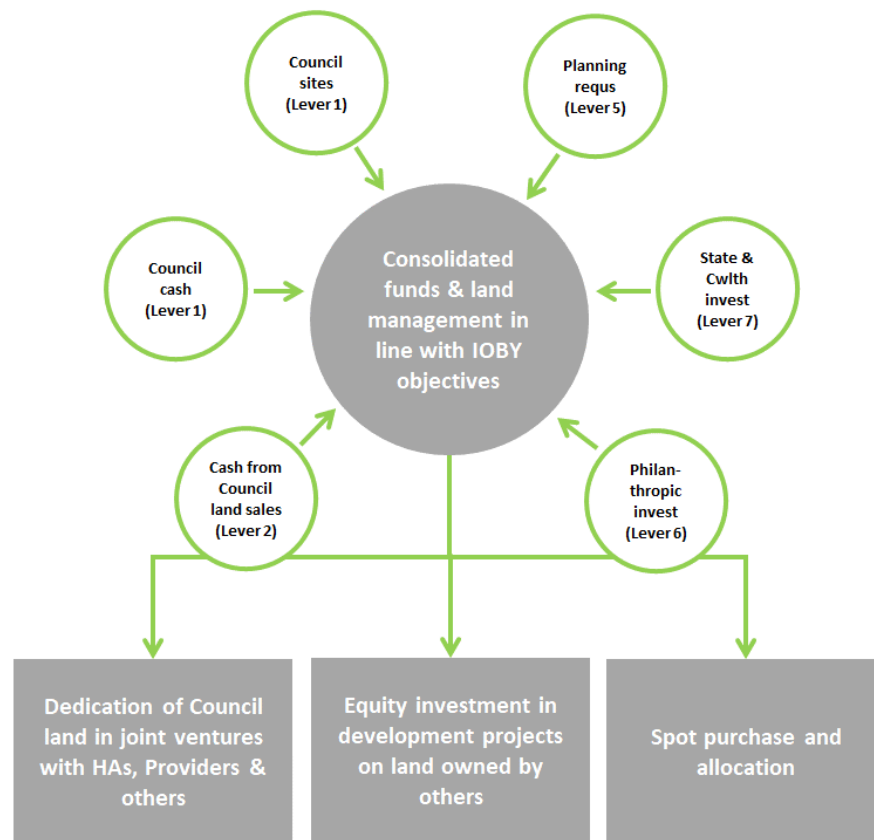 Council
sites
(Lever 1)
Planning
requs
(Lever 5)
Council
cash
(Lever 1)
Consolidated
funds & land
management in
line with IOBY
objectives
State &
Cwlth
invest
(Lever 7)
Cash from
Council
land sales
(Lever 2)
Philan-
thropic
invest
(Lever 6)
Dedication of Council
land in joint ventures
with HAs, Providers &
others
Equity investment in
development projects
on land owned by
others
Spot purchase and
allocation